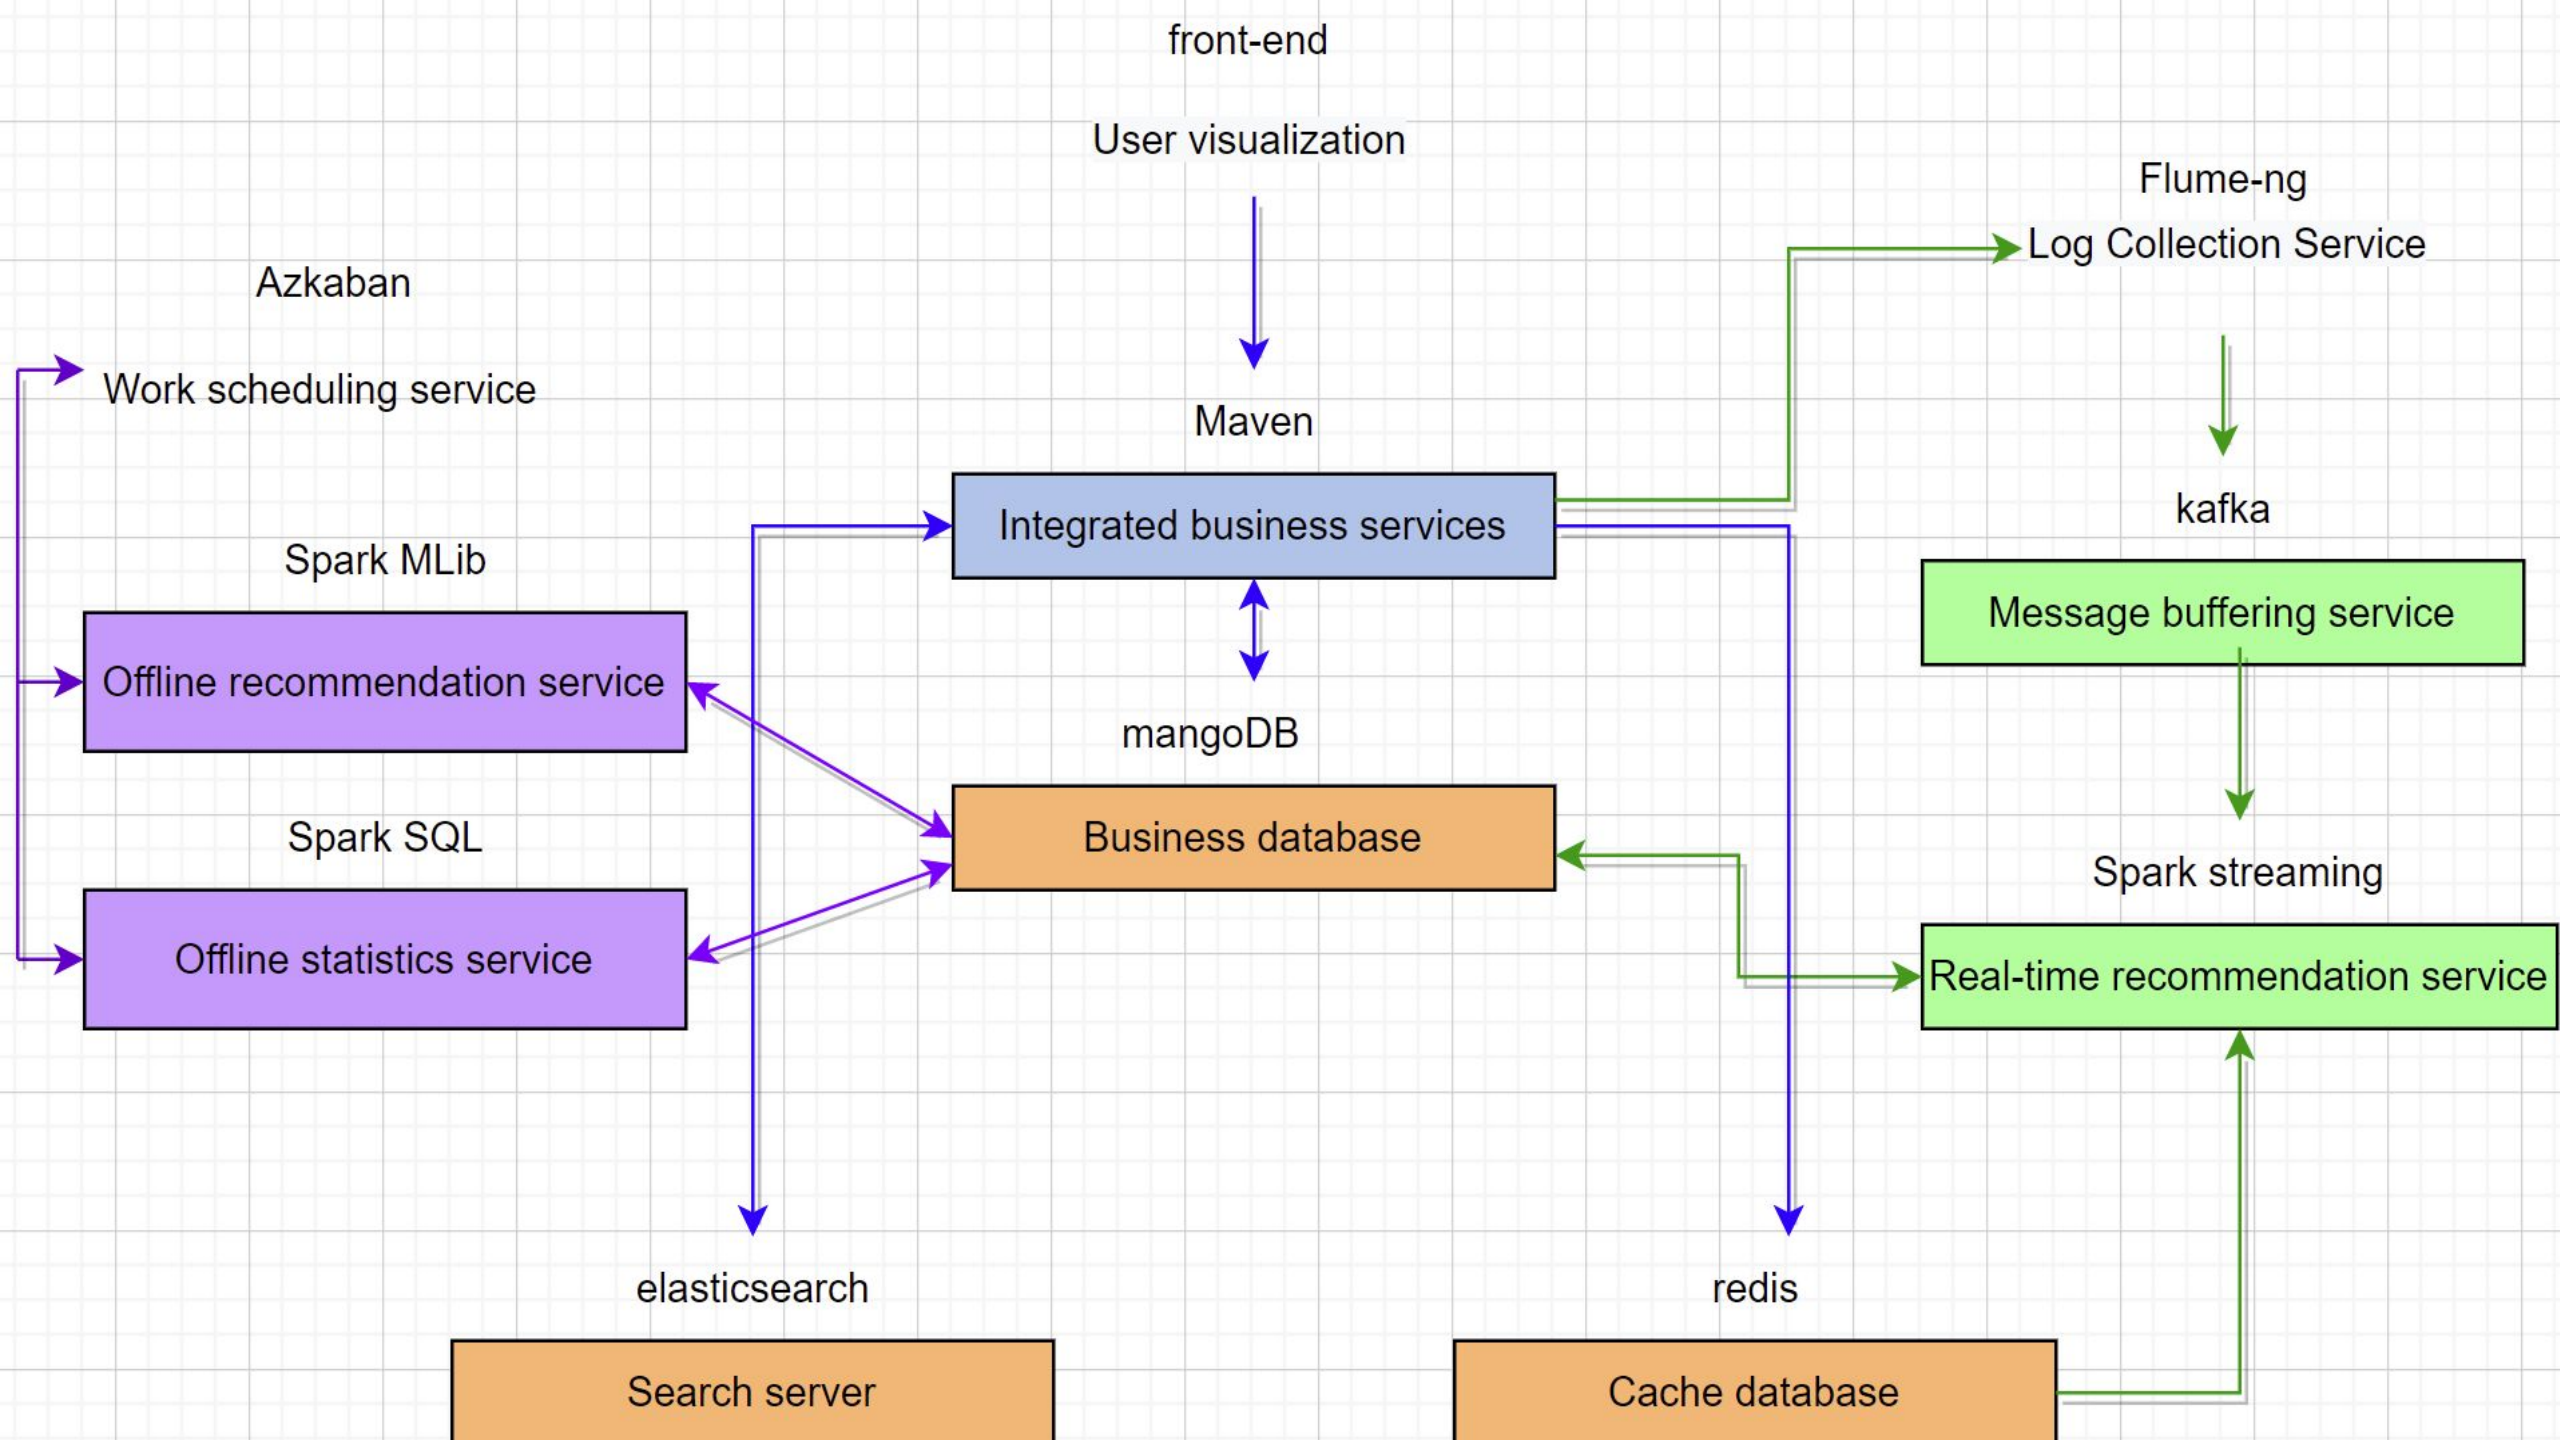 front-end
User visualization
Flume-ng
Log Collection Service
Azkaban
Work scheduling service
Maven
Integrated business services
kafka
Message buffering service
Spark MLib
Offline recommendation service
mangoDB
Business database
Spark SQL
Offline statistics service
Spark streaming
Real-time recommendation service
elasticsearch
Search server
redis
Cache database